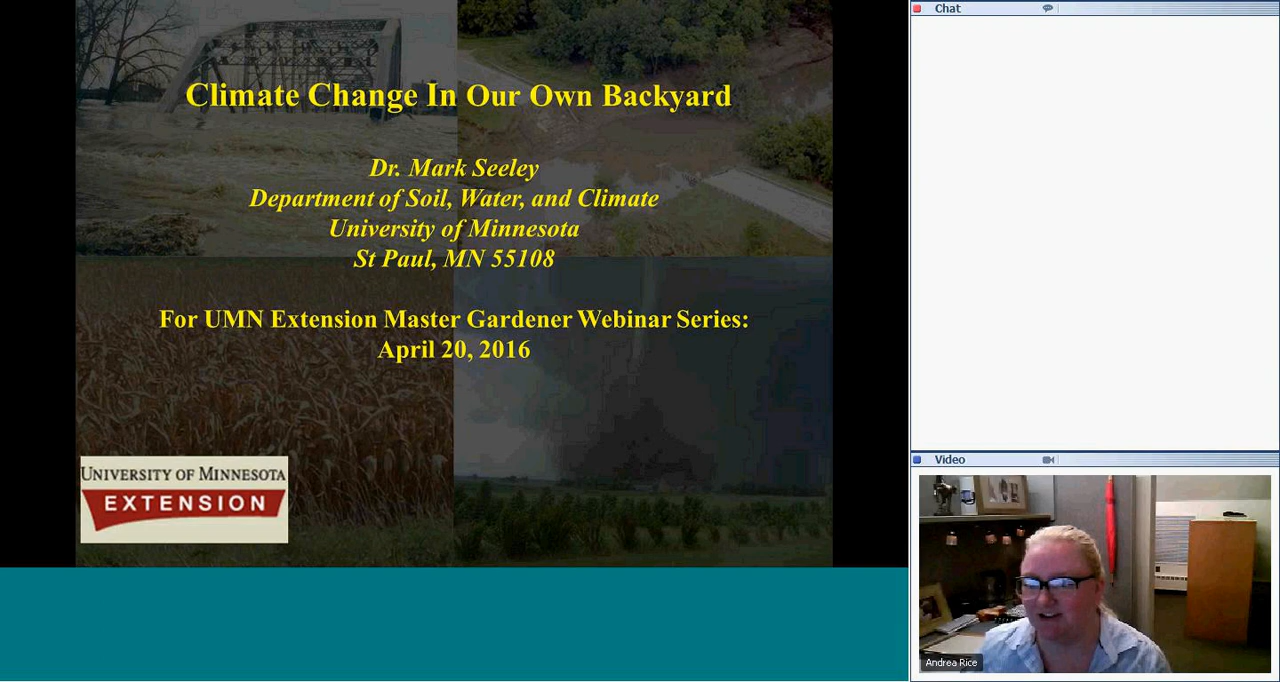 Climate Change In Our Own Backyard
Dr. Mark Seeley
Department of Soil, Water, and Climate
University of Minnesota
St Paul, MN 55108
For UMN Extension Master Gardener Webinar Series:
April 20, 2016
UNIVERSITY OF MINNESOTA
EXTENSION
Chat
Video
Andrea Rice